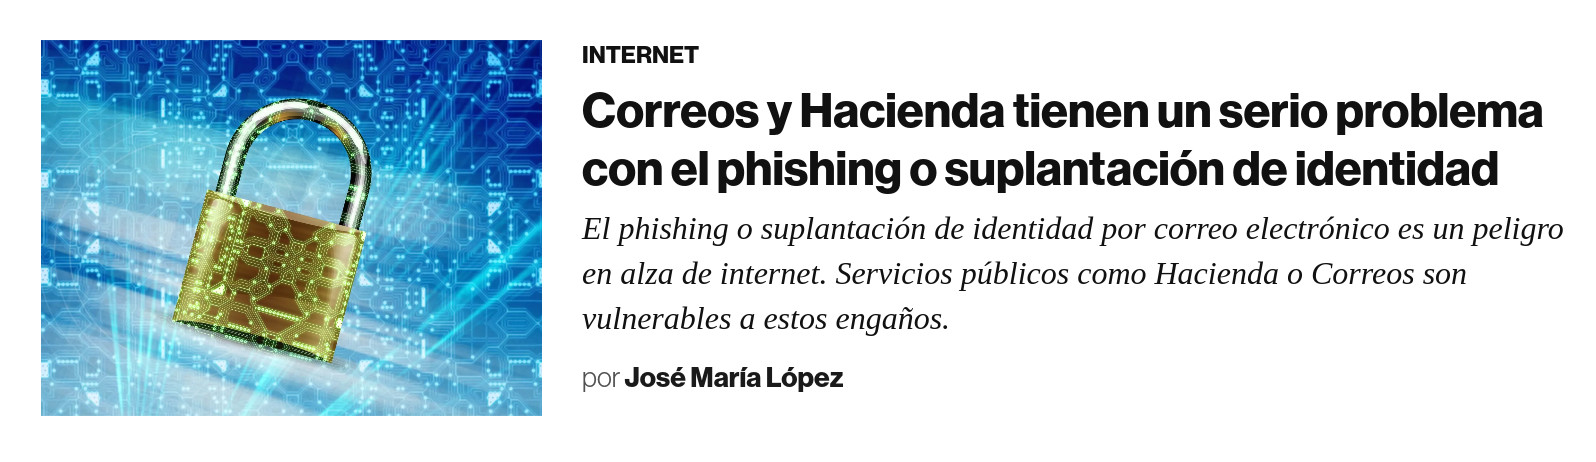 INTERNET
Correos y Hacienda tienen un serio problema
con el phishing o suplantación de identidad
El phishing o suplantación de identidad por correo electrónico es un peligro
en alza de internet. Servicios públicos como Hacienda o Correos son
vulnerables a estos engaños.
por José María López